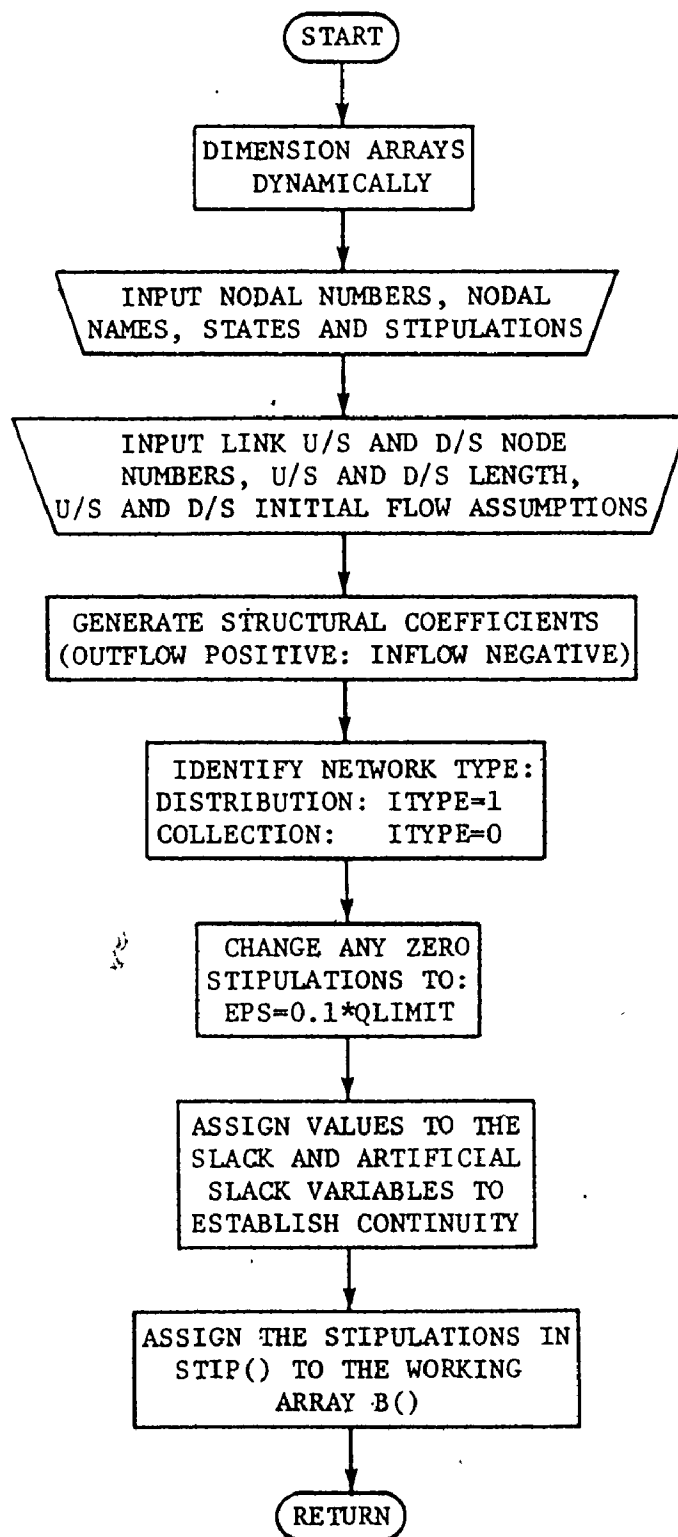 START
DIMENSION ARRAYS
DYNAMICALLY
INPUT NODAL NUMBERS, NODAL
NAMES, STATES AND STIPULATIONS
INPUT LINK U/S AND D/S NODE
NUMBERS, U/S AND D/S LENGTH,
U/S AND D/S INITIAL FLOW ASSUMPTIONS
GENERATE STRUCTURAL COEFFICIENTS
(OUTFLOW POSITIVE: INFLOW NEGATIVE)
IDENTIFY NETWORK TYPE:
DISTRIBUTION: ITYPE=1
COLLECTION: ITYPE=0
CHANGE ANY ZERO
STIPULATIONS TO:
EPS=0.1*QLIMIT
ASSIGN VALUES TO THE
SLACK AND ARTIFICIAL
SLACK VARIABLES TO
ESTABLISH CONTINUITY
ASSIGN THE STIPULATIONS IN
STIP() TO THE WORKING
ARRAY B()
RETURN